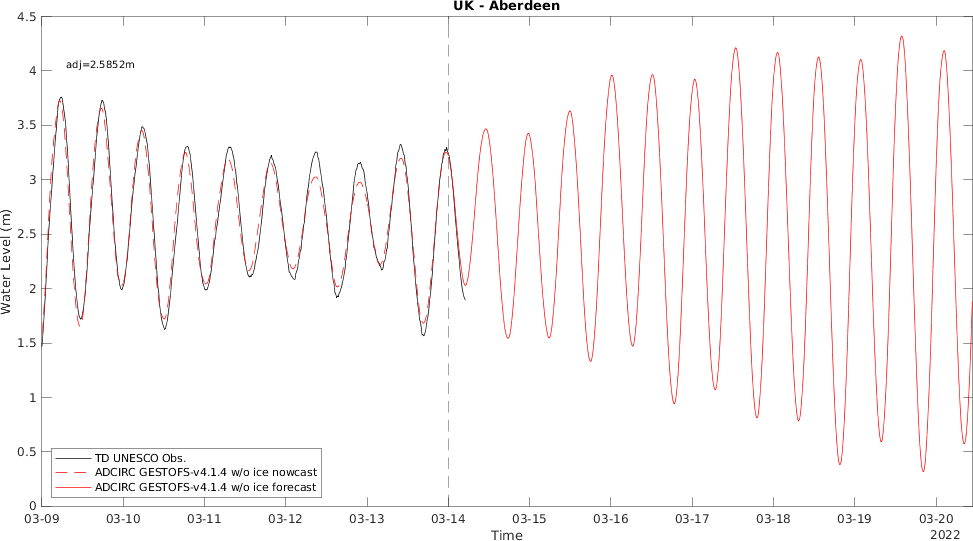 UK - Aberdeen
adj=2.5852m
4.5
4
3.5
3
2.5
2
1.5
1
0.5
0
Water Level (m)
TD UNESCO Obs.
ADCIRC GESTOFS-v4.1.4 w/o ice nowcast
ADCIRC GESTOFS-v4.1.4 w/o ice forecast
03-09 03-10 03-11 03-12 03-13 03-14 03-15 03-16 03-17 03-18 03-19 03-20
2022
Time